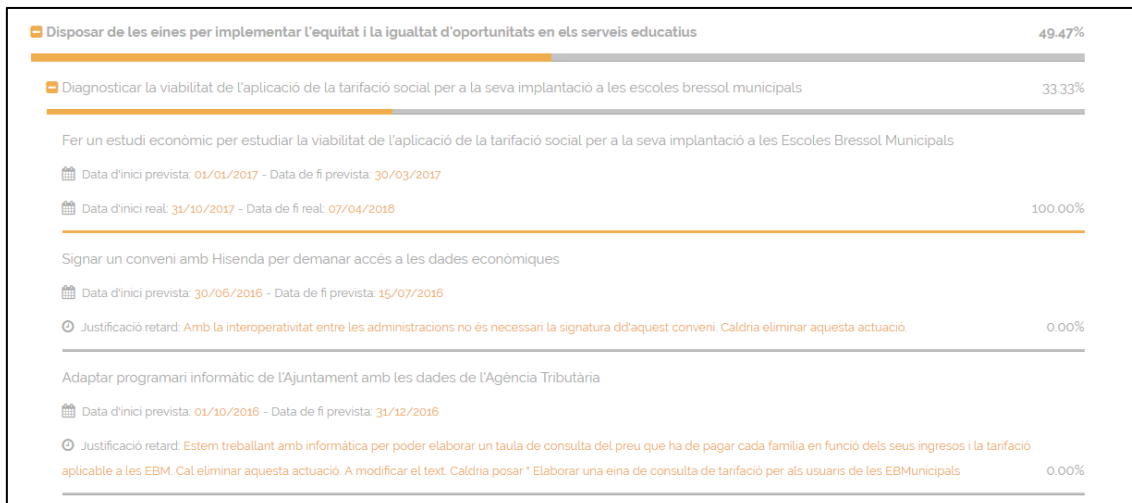 Disposar de les eines per implementar l'equitat i la igualtat d'oportunitats en els serveis educatius 49.47%
Diagnosticar la viabilitat de l'aplicació de la tarifació social per a la seva implantació a les escoles bressol municipals 33.33%
Fer un estudi econòmic per estudiar la viabilitat de l'aplicació de la tarifació social per a la seva implantació a les Escoles Bressol Municipals
Data d'inici prevista: 01/01/2017 - Data de fi prevista: 30/03/2017
Data d'inici real: 31/10/2017 - Data de fi real: 07/04/2018 100.00%
Signar un conveni amb Hisenda per demanar accés a les dades econòmiques
Data d'inici prevista: 30/06/2016 - Data de fi prevista: 15/07/2016
Justificació retard: Amb la interoperativitat entre les administracions no és necessari la signatura dd'aquest conveni. Caldria eliminar aquesta actuació. 0.00%
Adaptar programari informàtic de l'Ajuntament amb les dades de l'Agència Tributària
Data d'inici prevista: 01/10/2016 - Data de fi prevista: 31/12/2016
Justificació retard: Estem treballant amb informàtica per poder elaborar un taula de consulta del preu que ha de pagar cada família en funció dels seus ingresos i la tarifació
aplicable a les EBM. Cal eliminar aquesta actuació. A modificar el text. Caldria posar " Elaborar una eina de consulta de tarifació per als usuaris de les EBMunicipals 0.00%